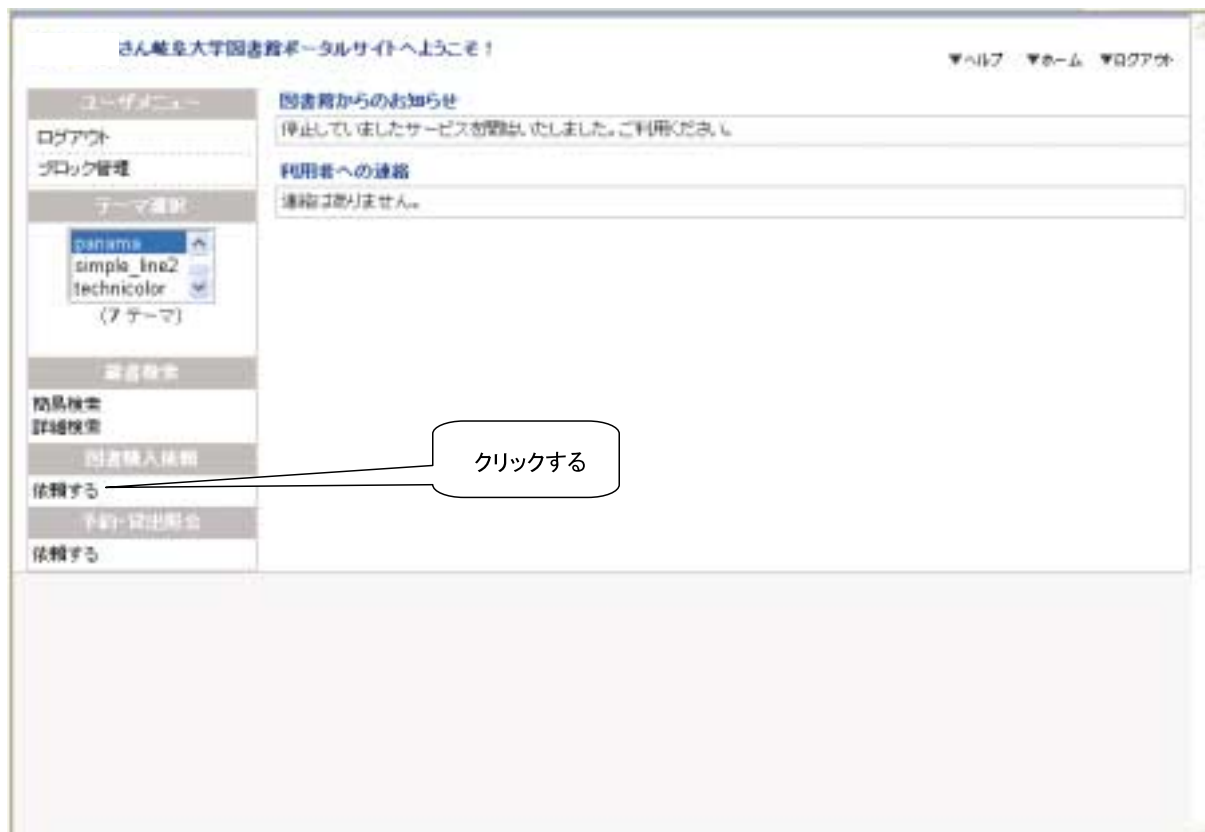 さん岐阜大学図書館ポータルサイトへようこそ！
▼ヘルプ ▼ホーム ▼ログアウト
ユーザメニュー
ログアウト
ブロック管理
テーマ選択
panama
simple_line2
technicolor
(7 テーマ)
蔵書検索
簡易検索
詳細検索
図書購入依頼
依頼する
予約・貸出照会
依頼する
図書館からのお知らせ
停止していましたサービスを開始いたしました。ご利用ください。
利用者への連絡
連絡はありません。
クリックする